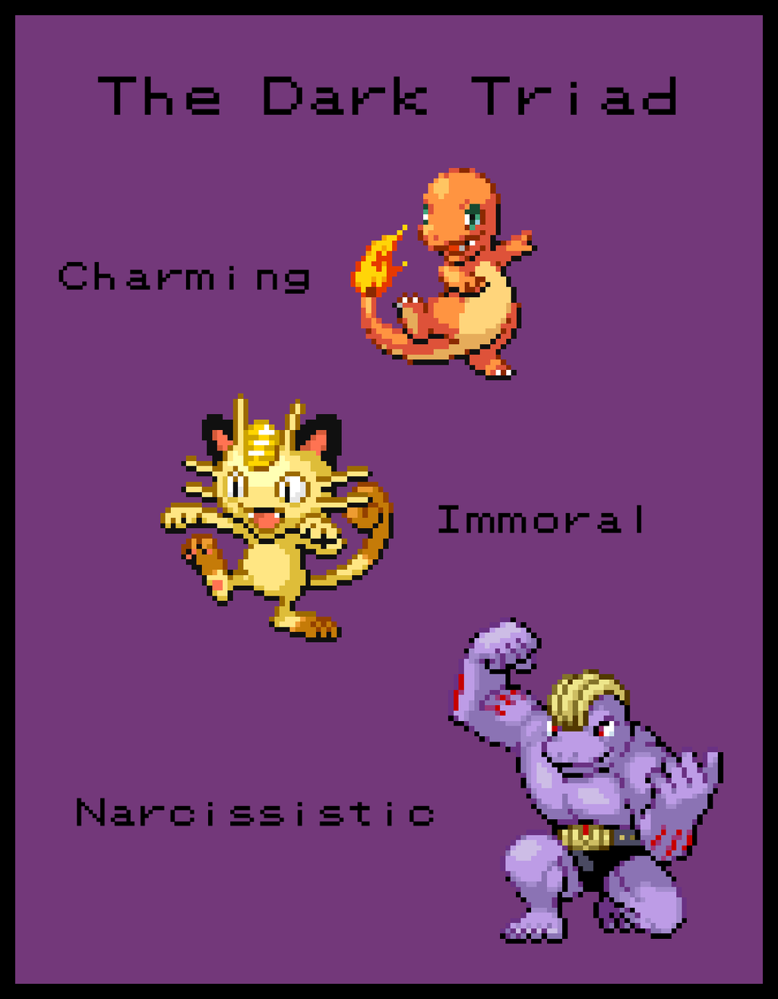 The Dark Triad
Charming
Immoral
Narcissistic